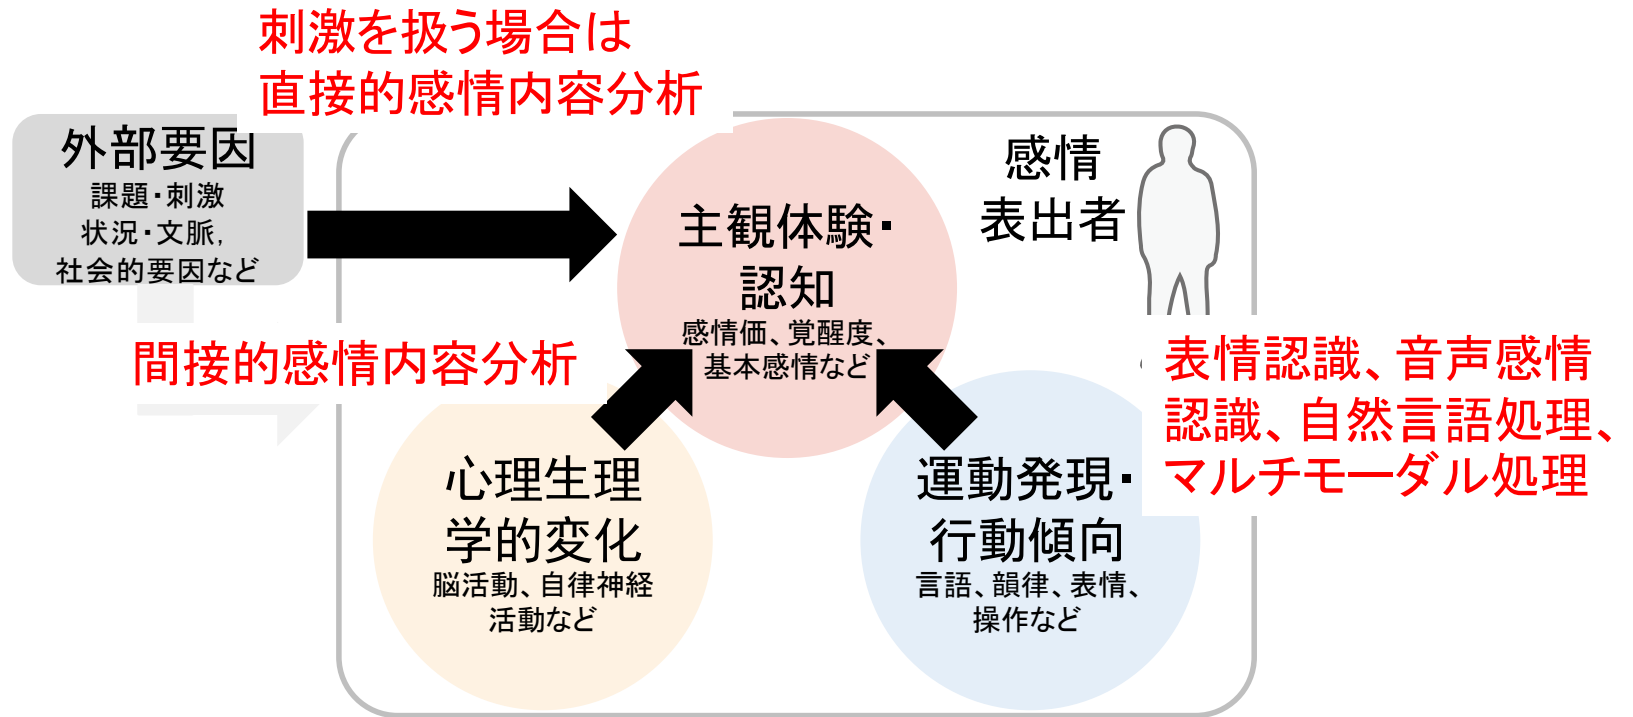 刺激を扱う場合は
直接的感情内容分析
外部要因
課題・刺激
状況・文脈,
社会的要因など
感情
表出者
主観体験・
認知
感情価、覚醒度、
基本感情など
間接的感情内容分析
表情認識、音声感情
認識、自然言語処理、
マルチモーダル処理
心理生理
学的変化
脳活動、自律神経
活動など
運動発現・
行動傾向
言語、韻律、表情、
操作など